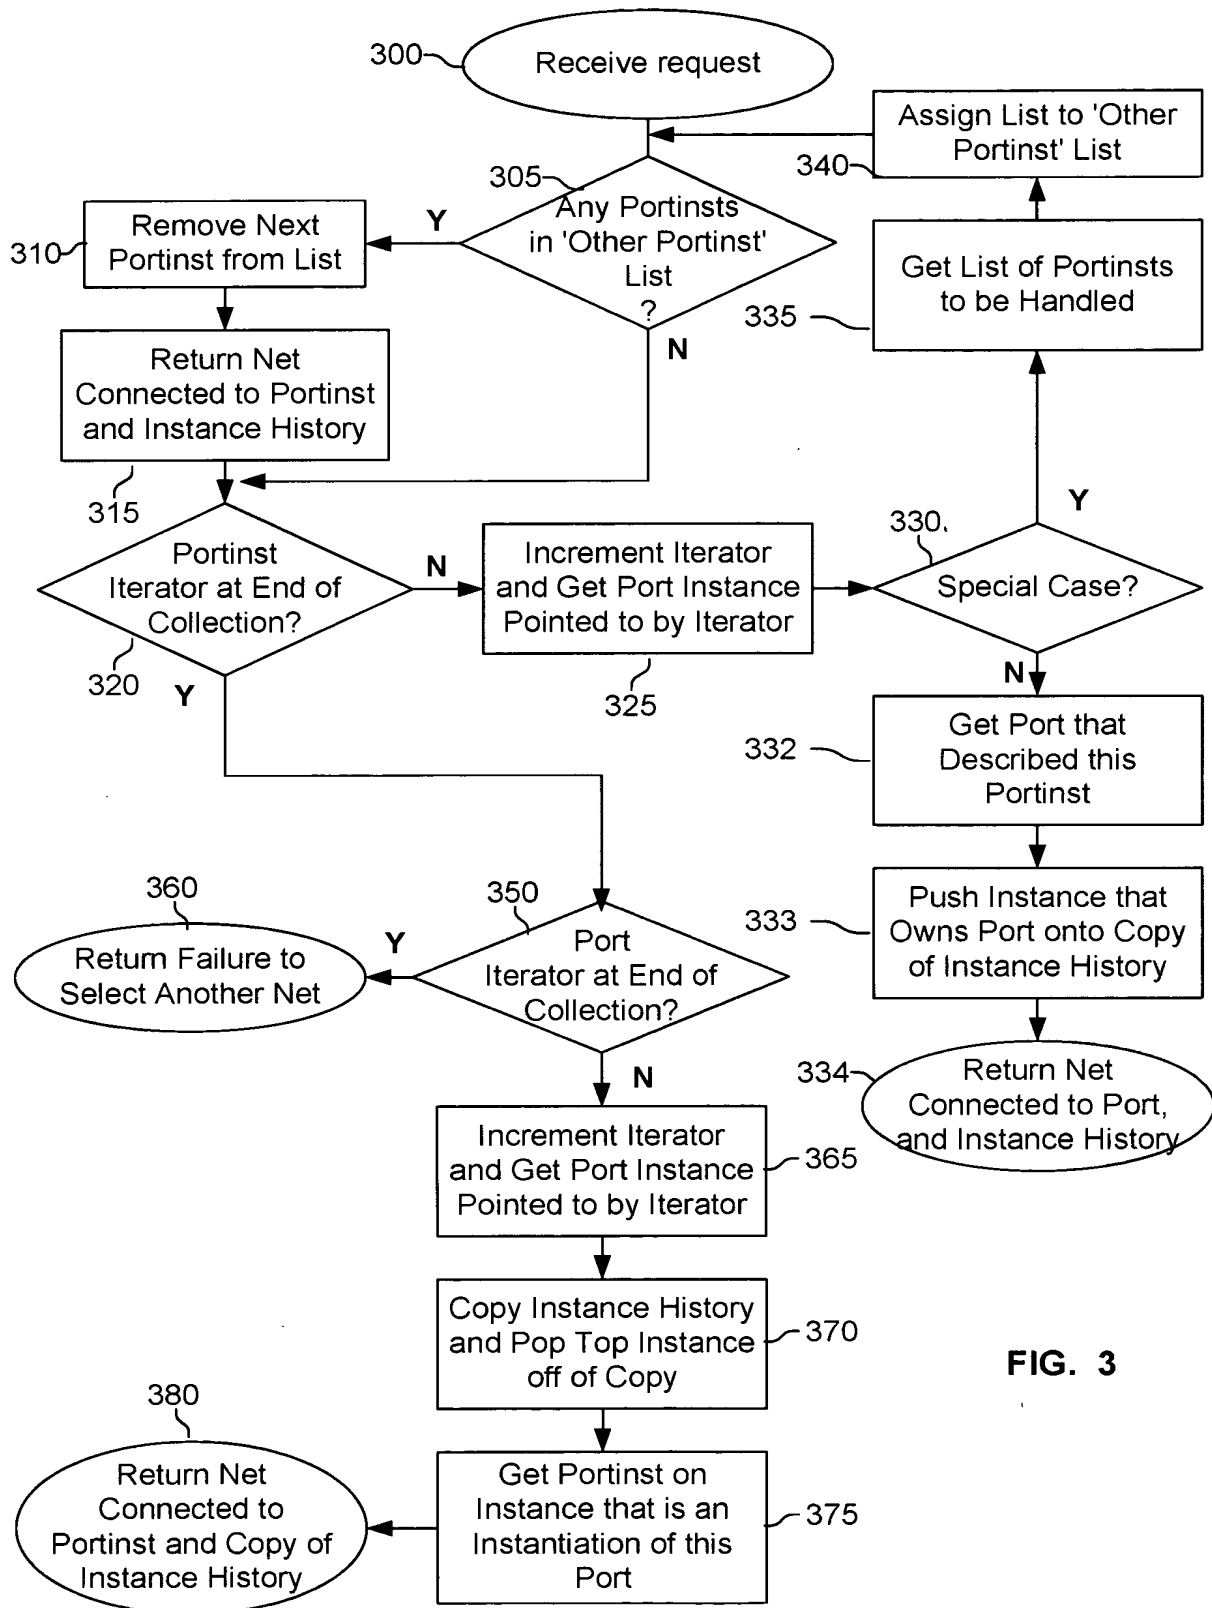 300
Receive request
Assign List to 'Other
Portinst' List
340
305
Any Portinsts
in 'Other Portinst'
List
?
Y
N
310
Remove Next
Portinst from List
Get List of Portinsts
to be Handled
335
Return Net
Connected to Portinst
and Instance History
315
Portinst
Iterator at End of
Collection?
320
N
Y
Increment Iterator
and Get Port Instance
Pointed to by Iterator
325
330
Special Case?
Y
N
332
Get Port that
Described this
Portinst
333
Push Instance that
Owns Port onto Copy
of Instance History
334
Return Net
Connected to Port,
and Instance History
350
Port
Iterator at End of
Collection?
Y
N
360
Return Failure to
Select Another Net
Increment Iterator
and Get Port Instance
Pointed to by Iterator
365
Copy Instance History
and Pop Top Instance
off of Copy
370
FIG. 3
Get Portinst on
Instance that is an
Instantiation of this
Port
375
380
Return Net
Connected to
Portinst and Copy of
Instance History